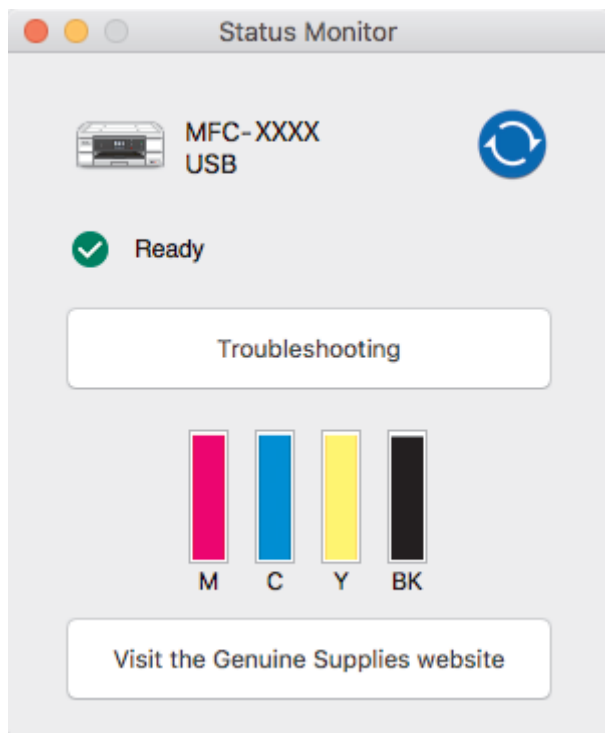 Status Monitor
MFC-XXXX
USB
Ready
Troubleshooting
M C Y BK
Visit the Genuine Supplies website